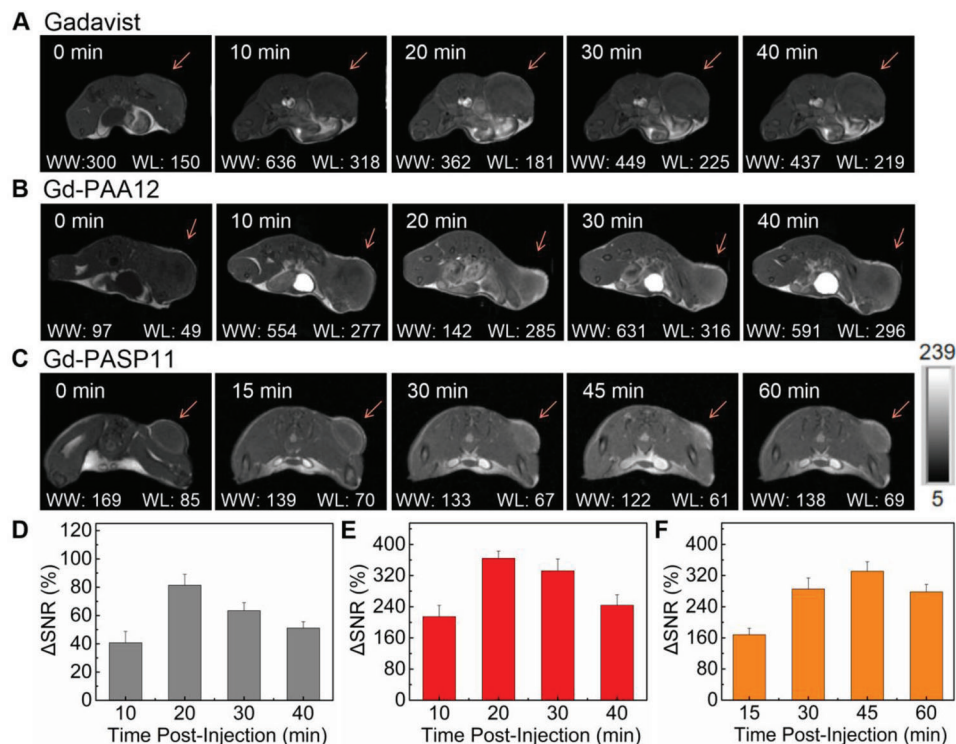 A Gadavist
0 min 10 min 20 min 30 min 40 min
WW:300 WL: 150 WW: 636 WL: 318 WW: 362 WL: 181 WW: 449 WL: 225 WW: 437 WL: 219
B Gd-PAA12
0 min 10 min 20 min 30 min 40 min
WW: 97 WL: 49 WW: 554 WL: 277 WW: 142 WL: 285 WW: 631 WL: 316 WW: 591 WL: 296
C Gd-PASP11
239
0 min 15 min 30 min 45 min 60 min
WW: 169 WL: 85 WW: 139 WL: 70 WW: 133 WL: 67 WW: 122 WL: 61 WW: 138 WL: 69
5
D
120
100
80
60
40
20
0
ΔSNR (%)
10 20 30 40
Time Post-Injection (min)
E
400
320
240
160
80
0
ΔSNR (%)
10 20 30 40
Time Post-Injection (min)
F
400
320
240
160
80
0
ΔSNR (%)
15 30 45 60
Time Post-Injection (min)